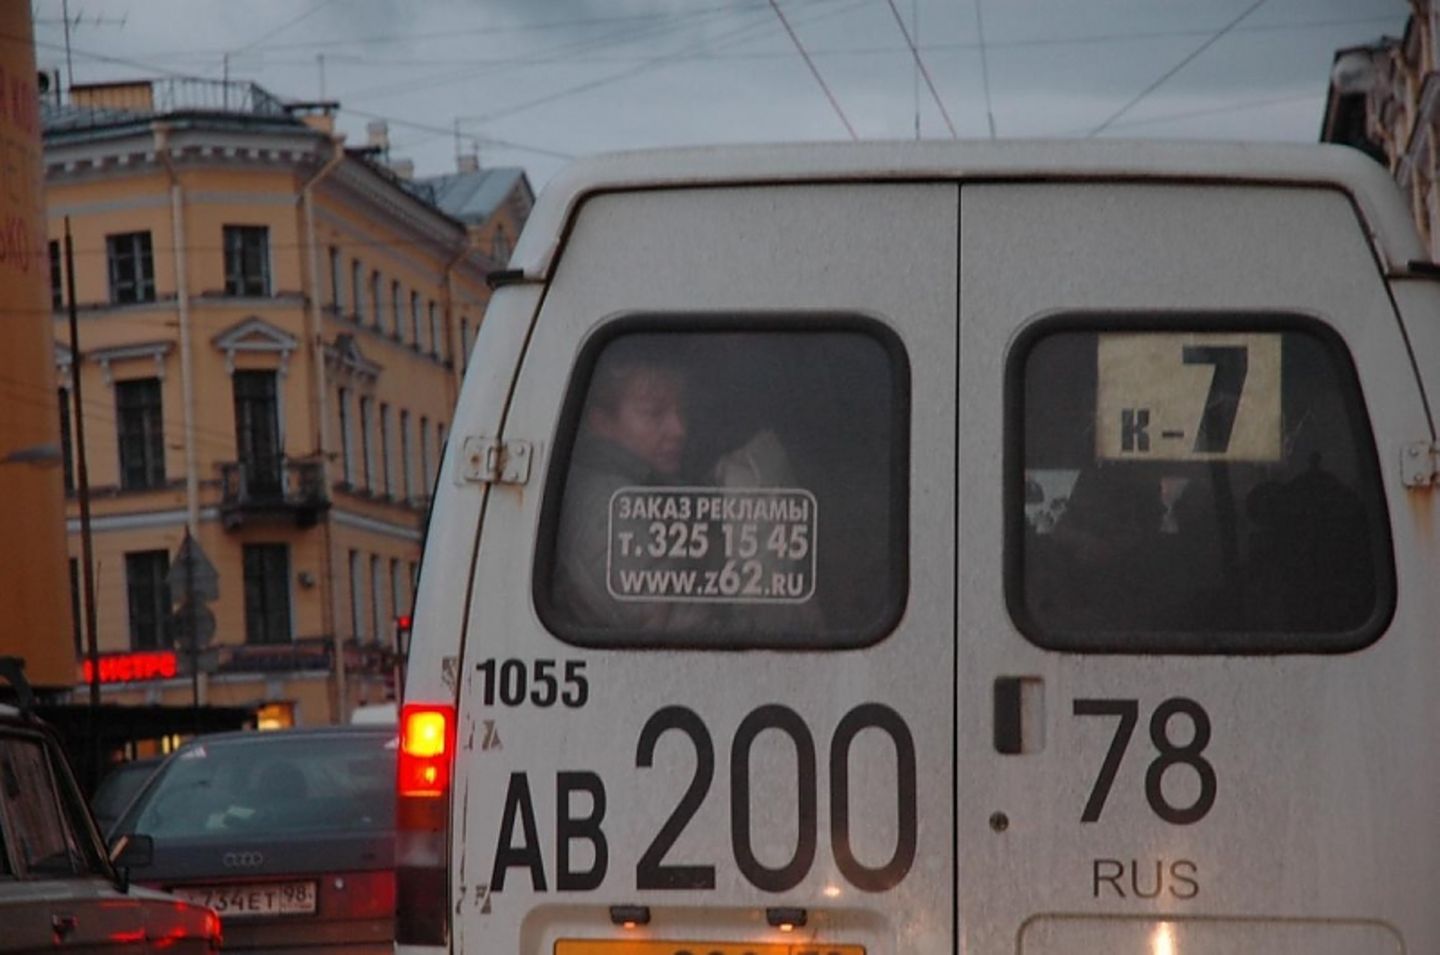 К-7
ЗАКАЗ РЕКЛАМЫ
т. 325 15 45
WWW.Z62.RU
1055
АВ 200 78
RUS
БИСТРО
734ЕТ 98